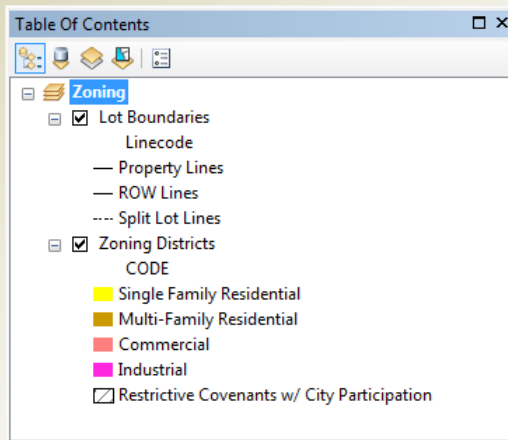 Table Of Contents
Zoning
Lot Boundaries
Linecode
Property Lines
ROW Lines
Split Lot Lines
Zoning Districts
CODE
Single Family Residential
Multi-Family Residential
Commercial
Industrial
Restrictive Covenants w/ City Participation